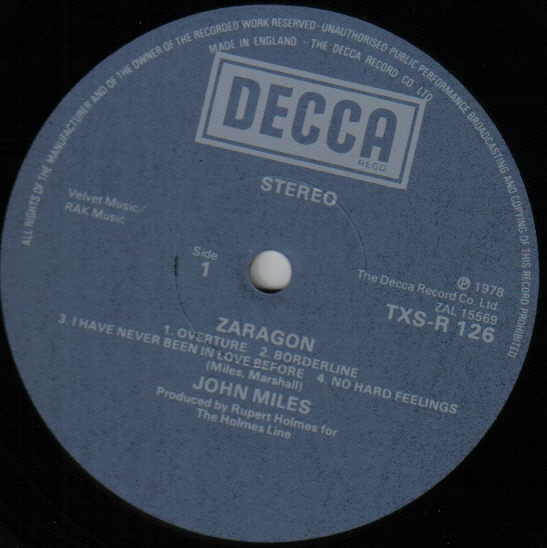 ALL RIGHTS OF THE MANUFACTURER AND OF THE OWNER OF THE RECORDED WORK RESERVED · UNAUTHORISED PUBLIC PERFORMANCE BROADCASTING AND COPYING OF THIS RECORD PROHIBITED
MADE IN ENGLAND · THE DECCA RECORD CO LTD
DECCA
REGD
STEREO
Velvet Music/
RAK Music
Side
1
℗ 1978
The Decca Record Co. Ltd.
ZAL 15569
TXS-R 126
ZARAGON
1. OVERTURE 2. BORDERLINE
3. I HAVE NEVER BEEN IN LOVE BEFORE 4. NO HARD FEELINGS
(Miles, Marshall)
JOHN MILES
Produced by Rupert Holmes for
The Holmes Line